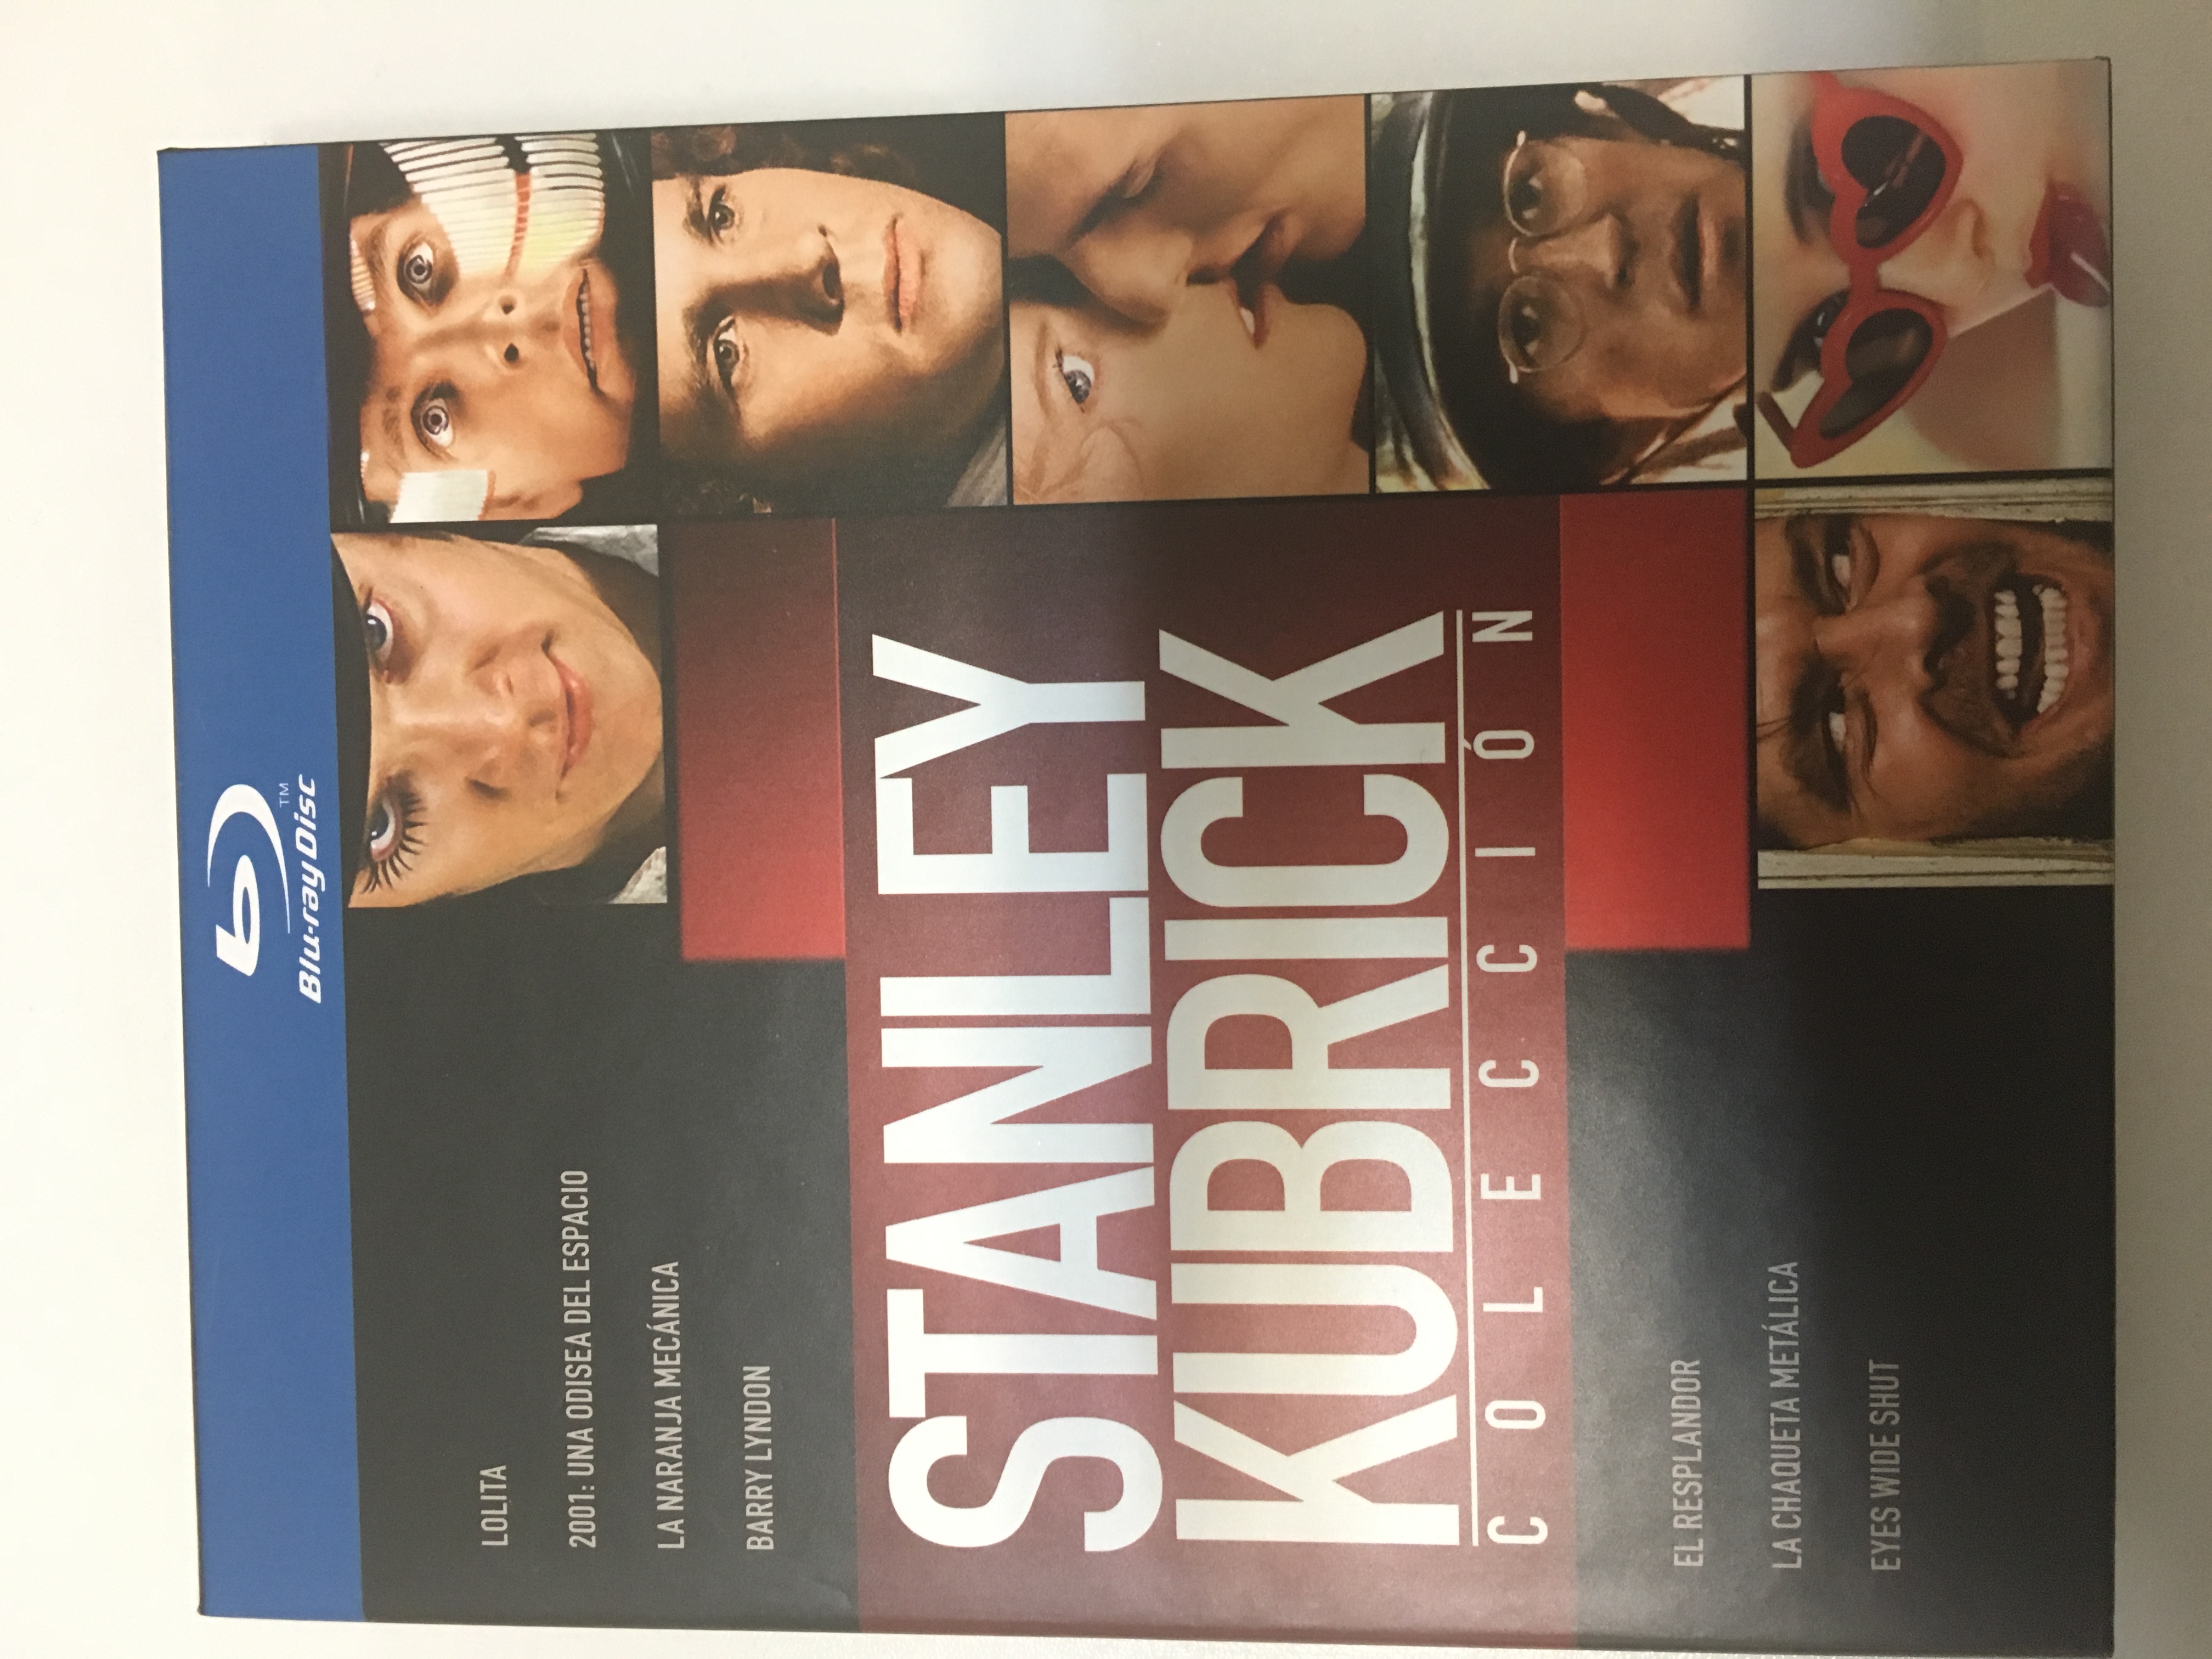 Blu-ray Disc
TM
LOLITA
2001: UNA ODISEA DEL ESPACIO
LA NARANJA MECÁNICA
BARRY LYNDON
STANLEY
KUBRICK
COLECCIÓN
EL RESPLANDOR
LA CHAQUETA METÁLICA
EYES WIDE SHUT